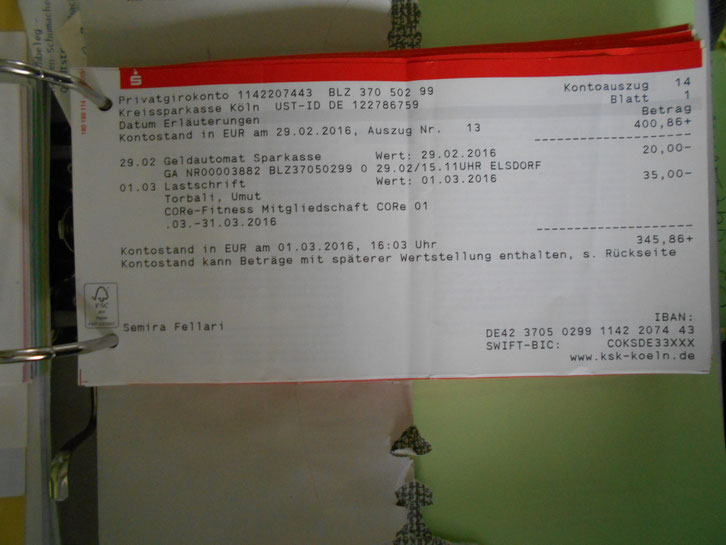 Privatgirokonto 1142207443 BLZ 370 502 99 Kontoauszug 14
Kreissparkasse Köln UST-ID DE 122786759 Blatt 1
Datum Erläuterungen Betrag
Kontostand in EUR am 29.02.2016, Auszug Nr. 13 400,86+
29.02 Geldautomat Sparkasse Wert: 29.02.2016 20,00-
GA NR00003882 BLZ37050299 0 29.02/15.11UHR ELSDORF
01.03 Lastschrift Wert: 01.03.2016 35,00-
Torbali, Umut
CORe-Fitness Mitgliedschaft CORe 01
.03.-31.03.2016
Kontostand in EUR am 01.03.2016, 16:03 Uhr 345,86+
Kontostand kann Beträge mit späterer Wertstellung enthalten, s. Rückseite
FSC
Semira Fellari
IBAN:
DE42 3705 0299 1142 2074 43
SWIFT-BIC: COKSDE33XXX
www.ksk-koeln.de